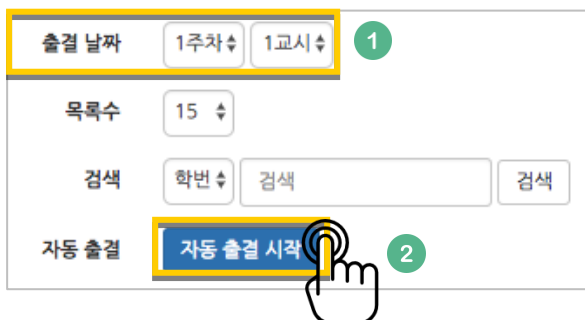 출결 날짜 1주차 1교시 1
목록수 15
검색 학번 검색 검색
자동 출결 자동 출결 시작 2